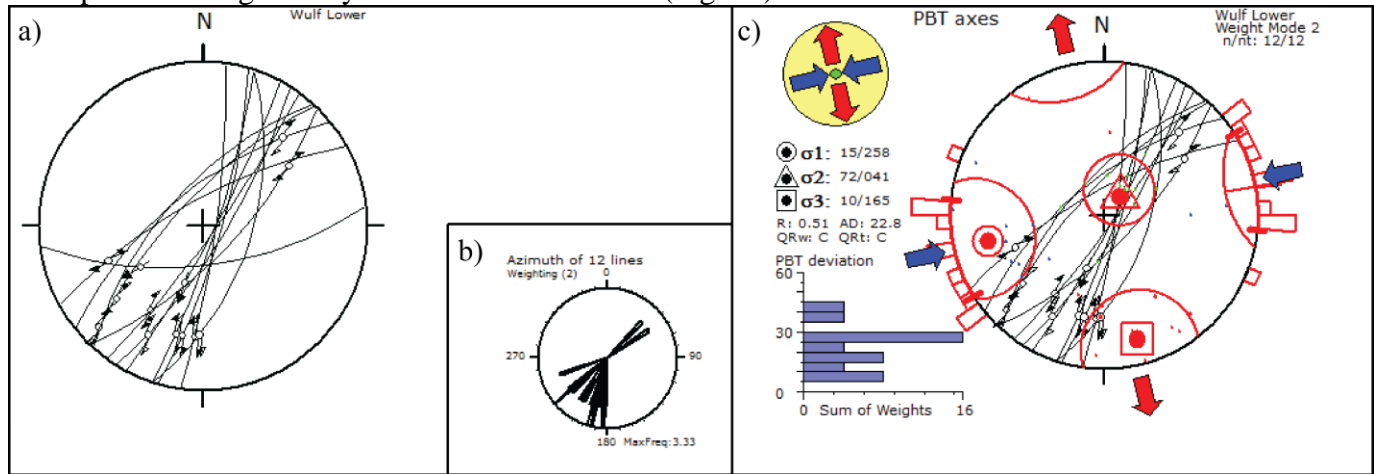 a)
N
Wulf Lower
b)
Azimuth of 12 lines
Weighting (2)
0
270
90
180
MaxFreq:3.33
c)
PBT axes
Wulf Lower
Weight Mode 2
n/nt: 12/12
N
σ1: 15/258
σ2: 72/041
σ3: 10/165
R: 0.51 AD: 22.8
QRw: C QRt: C
PBT deviation
60
30
0
0 Sum of Weights 16